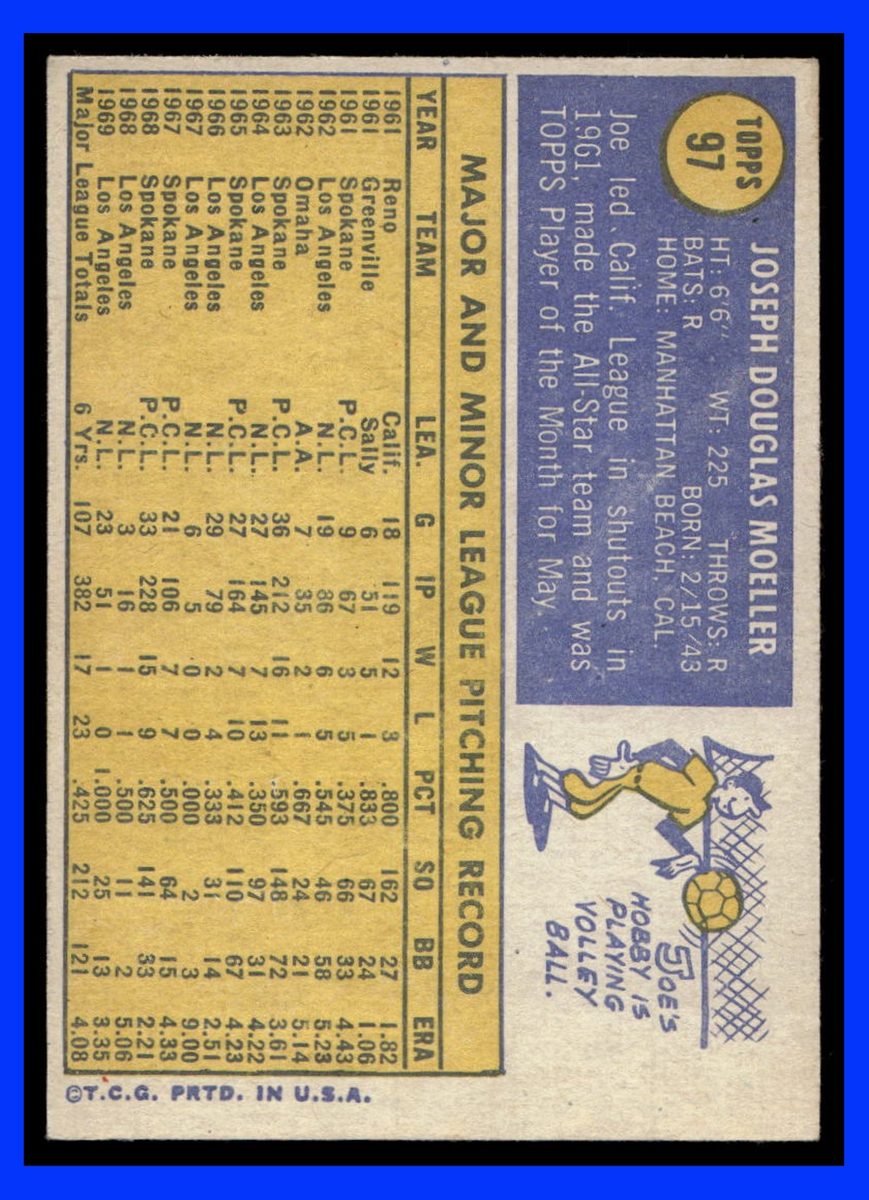 TOPPS
97
JOSEPH DOUGLAS MOELLER
HT: 6'6" WT: 225 THROWS: R
BATS: R BORN: 2/15/43
HOME: MANHATTAN BEACH, CAL.
Joe led Calif. League in shutouts in
1961, made the All-Star team and was
TOPPS Player of the Month for May.
JOE'S
HOBBY IS
PLAYING
VOLLEY
BALL.
MAJOR AND MINOR LEAGUE PITCHING RECORD
YEAR TEAM LEA. G IP W L PCT SO BB ERA
1961 Reno Calif. 18 119 12 3 .800 162 27 1.82
1961 Greenville Sally 6 51 5 1 .833 67 24 1.06
1961 Spokane P.C.L. 9 67 3 5 .375 66 33 4.43
1962 Los Angeles N.L. 19 86 6 5 .545 46 58 5.23
1962 Omaha A.A. 7 35 2 1 .667 24 21 5.14
1963 Spokane P.C.L. 36 212 16 11 .593 148 72 3.61
1964 Los Angeles N.L. 27 145 7 13 .350 97 31 4.22
1965 Spokane P.C.L. 27 164 7 10 .412 110 67 4.23
1966 Los Angeles N.L. 29 79 2 4 .333 31 14 2.51
1967 Los Angeles N.L. 6 5 0 0 .000 2 3 9.00
1967 Spokane P.C.L. 21 106 7 7 .500 64 15 4.33
1968 Spokane P.C.L. 33 228 15 9 .625 141 33 2.21
1968 Los Angeles N.L. 3 16 1 1 .500 11 2 5.06
1969 Los Angeles N.L. 23 51 1 0 1.000 25 13 3.35
Major League Totals 6 Yrs. 107 382 17 23 .425 212 121 4.08
©T.C.G. PRTD. IN U.S.A.